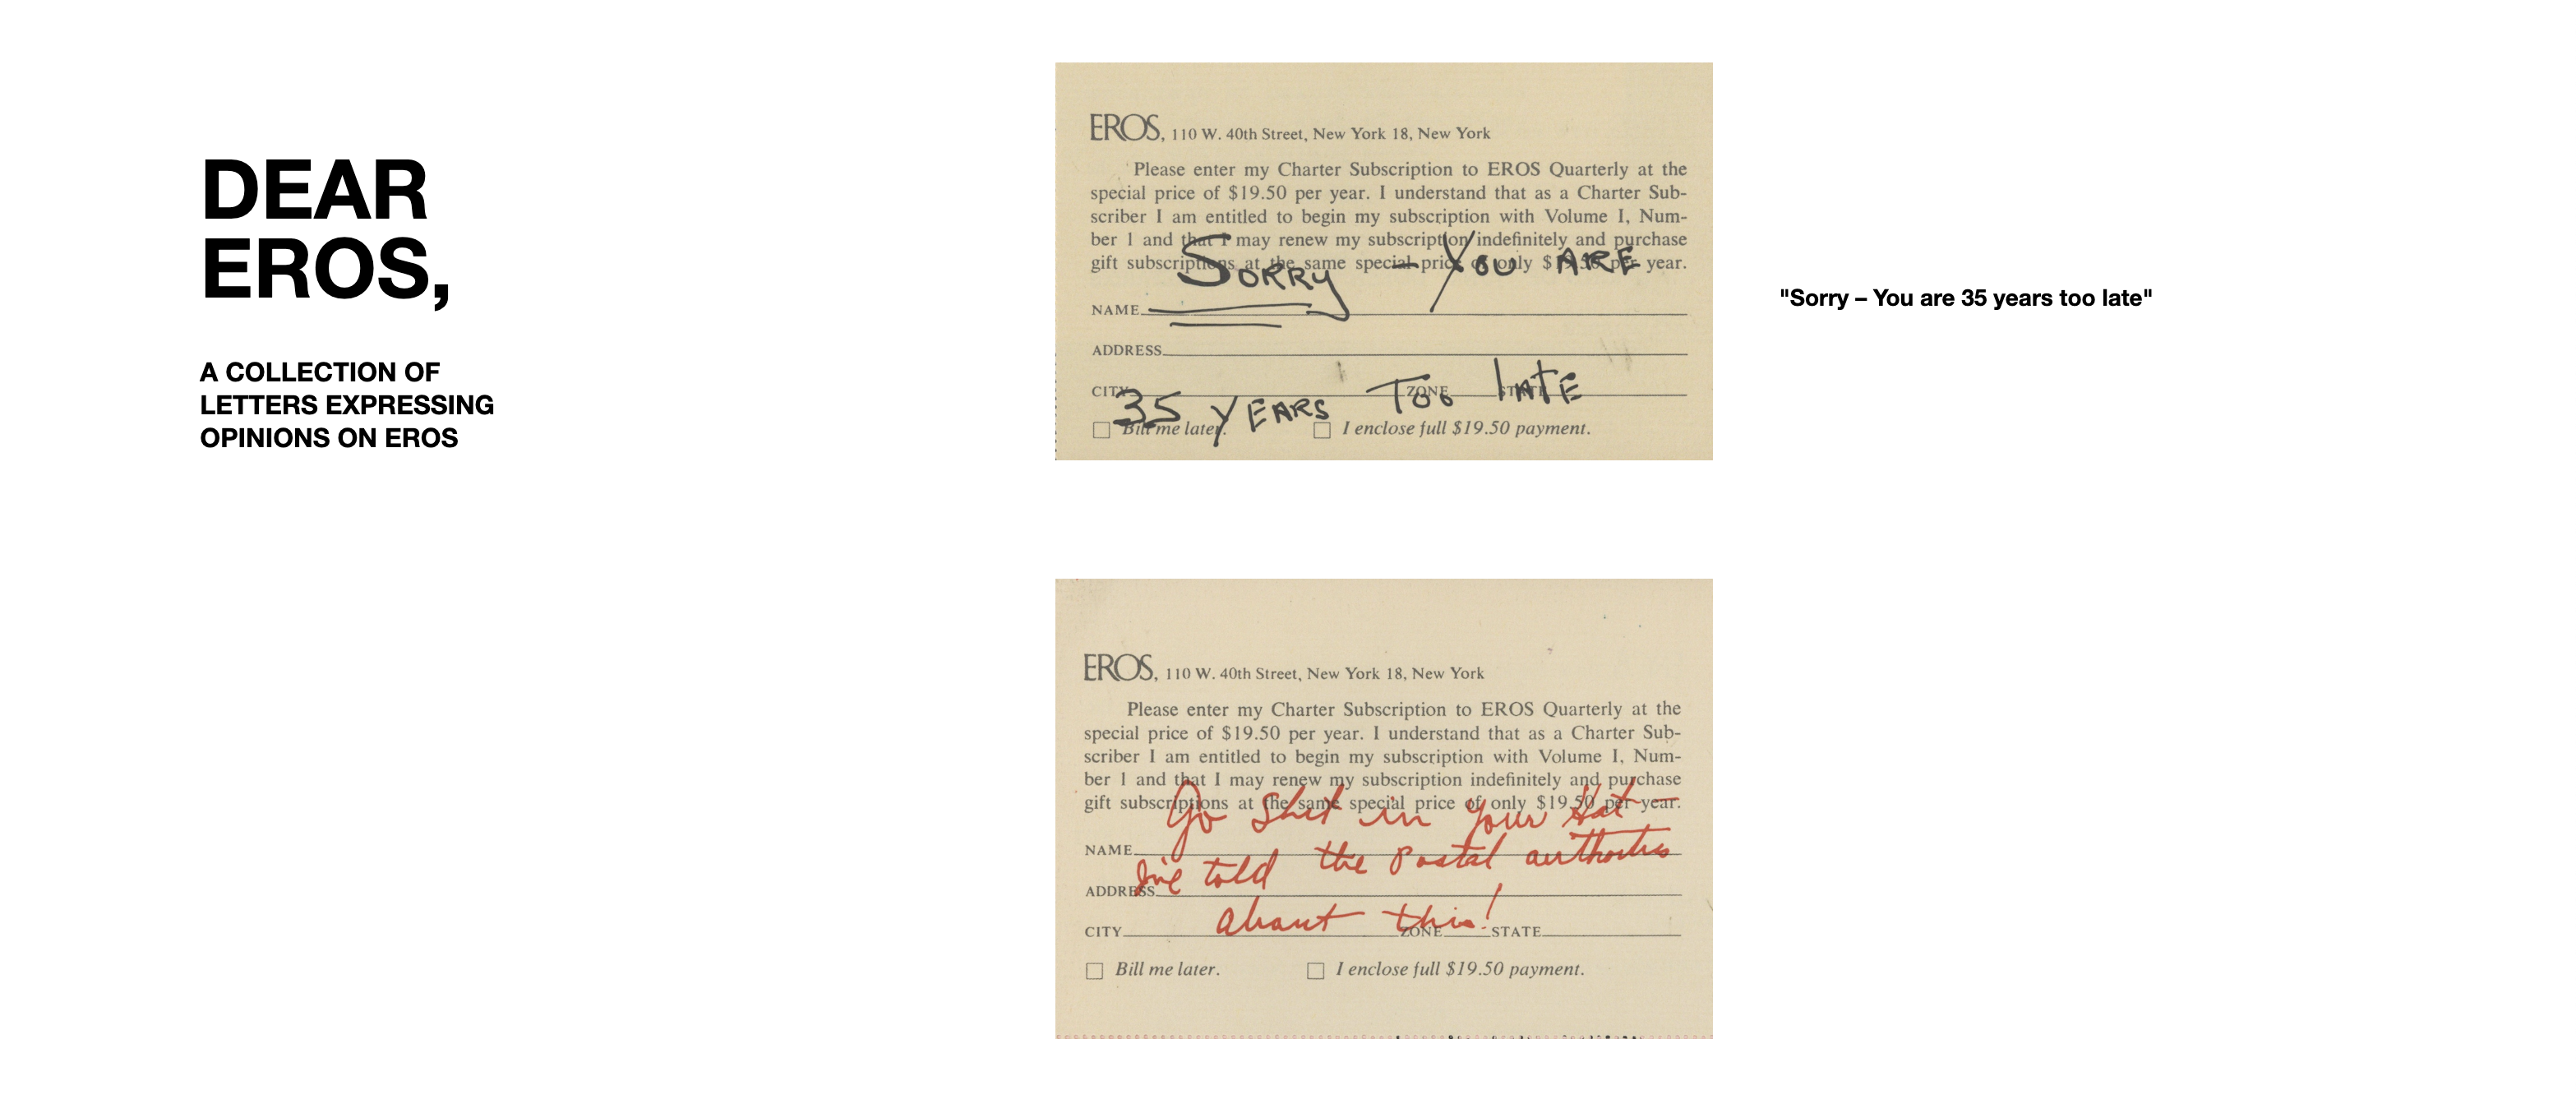 DEAR
EROS,
A COLLECTION OF
LETTERS EXPRESSING
OPINIONS ON EROS
EROS, 110 W. 40th Street, New York 18, New York
Please enter my Charter Subscription to EROS Quarterly at the
special price of $19.50 per year. I understand that as a Charter Sub-
scriber I am entitled to begin my subscription with Volume I, Num-
ber 1 and that I may renew my subscription indefinitely and purchase
gift subscriptions at the same special price of only $19.50 per year.
SORRY - YOU ARE
NAME
ADDRESS
35 YEARS TOO LATE
CITY ZONE STATE
Bill me later. I enclose full $19.50 payment.
"Sorry – You are 35 years too late"
EROS, 110 W. 40th Street, New York 18, New York
Please enter my Charter Subscription to EROS Quarterly at the
special price of $19.50 per year. I understand that as a Charter Sub-
scriber I am entitled to begin my subscription with Volume I, Num-
ber 1 and that I may renew my subscription indefinitely and purchase
gift subscriptions at the same special price of only $19.50 per year.
Go Shit in your Hat -
NAME
I've told the Postal authorties
ADDRESS
about this!
CITY ZONE STATE
Bill me later. I enclose full $19.50 payment.